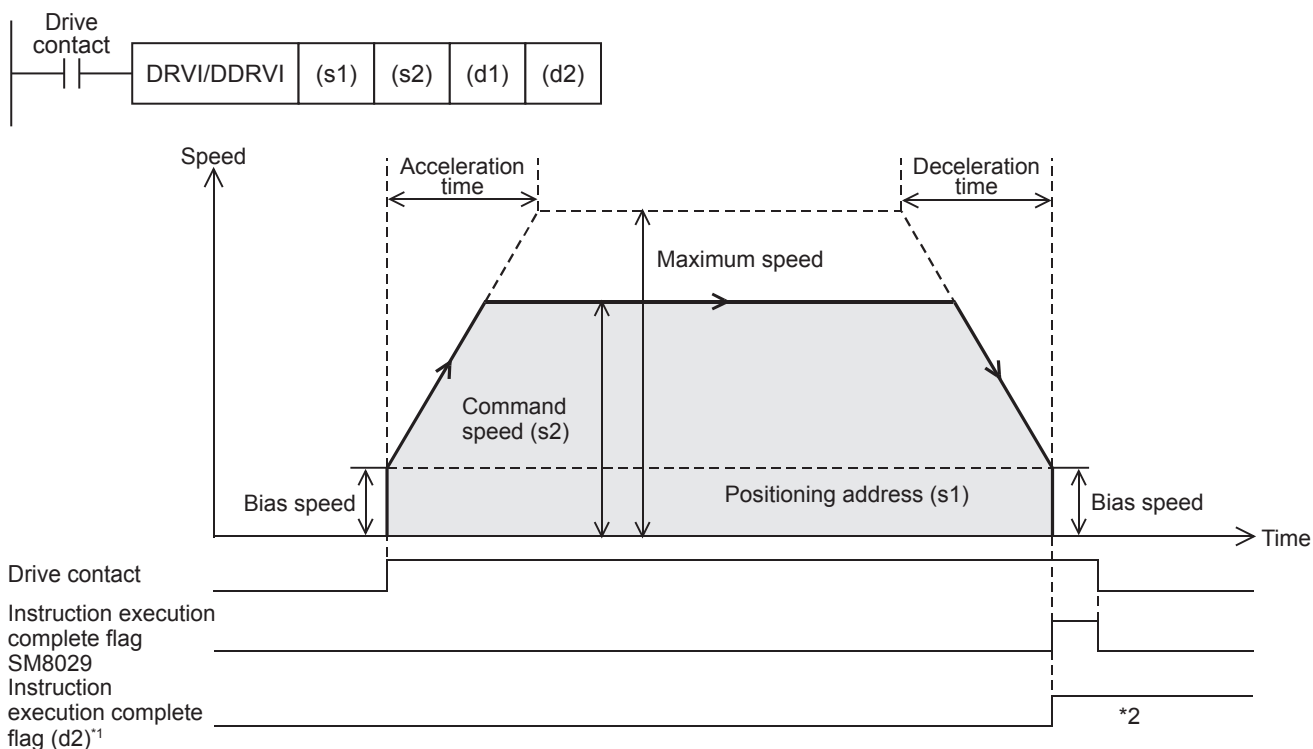 Drive
contact
DRVI/DDRVI (s1) (s2) (d1) (d2)
Speed
Acceleration
time
Deceleration
time
Maximum speed
Command
speed (s2)
Bias speed
Positioning address (s1)
Bias speed
Time
Drive contact
Instruction execution
complete flag
SM8029
Instruction
execution complete
flag (d2)*1
*2